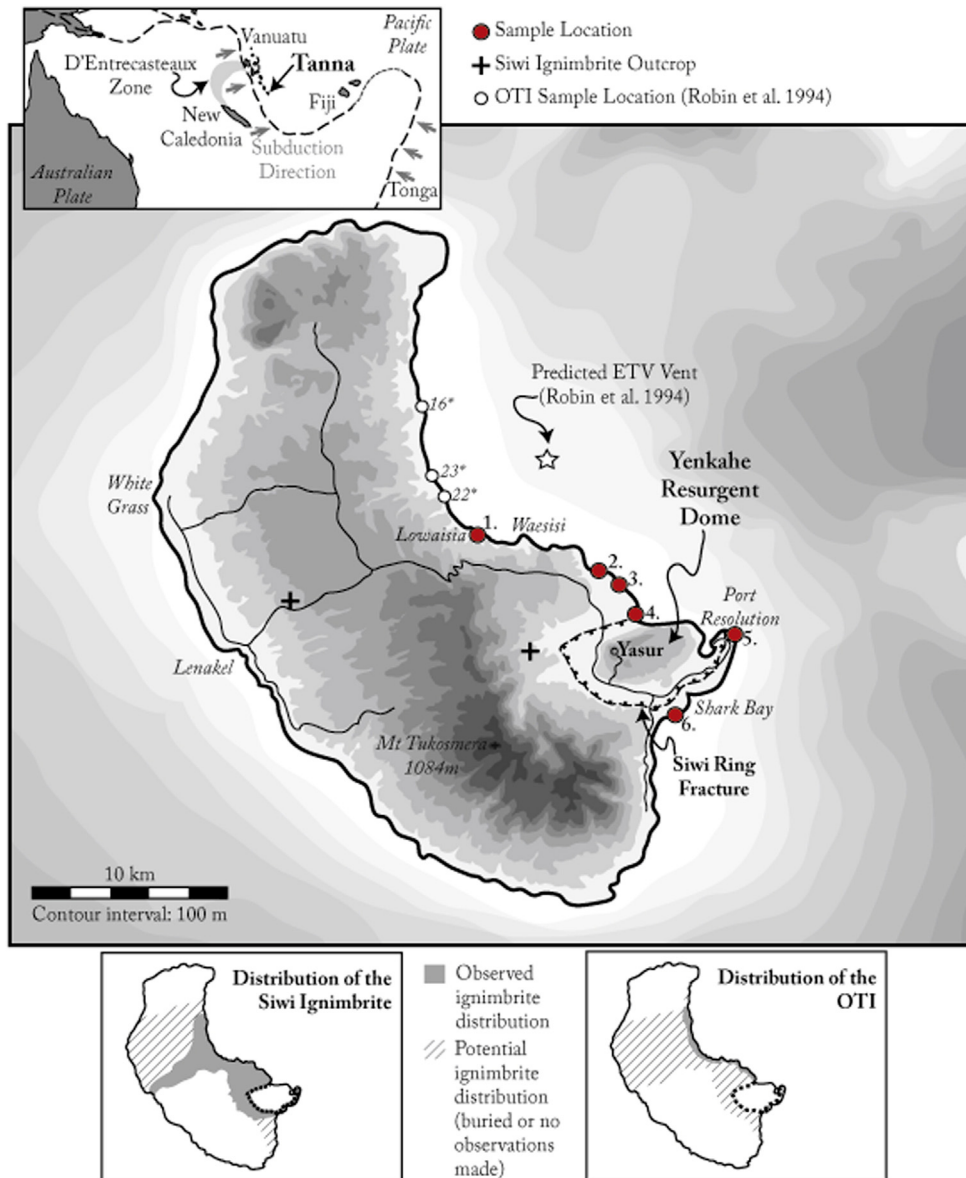 Pacific
Plate
Vanuatu
D'Entrecasteaux
Zone
Tanna
Fiji
New
Caledonia
Subduction
Direction
Australian
Plate
Tonga
Sample Location
Siwi Ignimbrite Outcrop
OTI Sample Location (Robin et al. 1994)
Predicted ETV Vent
(Robin et al. 1994)
16*
23*
22*
Yenkahe
Resurgent
Dome
White
Grass
Lowaisia
1.
Waesisi
2.
3.
4.
Port
Resolution
5.
Yasur
Lenakel
Shark Bay
6.
Mt Tukosmera
1084m
Siwi Ring
Fracture
10 km
Contour interval: 100 m
Distribution of the
Siwi Ignimbrite
Observed
ignimbrite
distribution
Potential
ignimbrite
distribution
(buried or no
observations
made)
Distribution of the
OTI